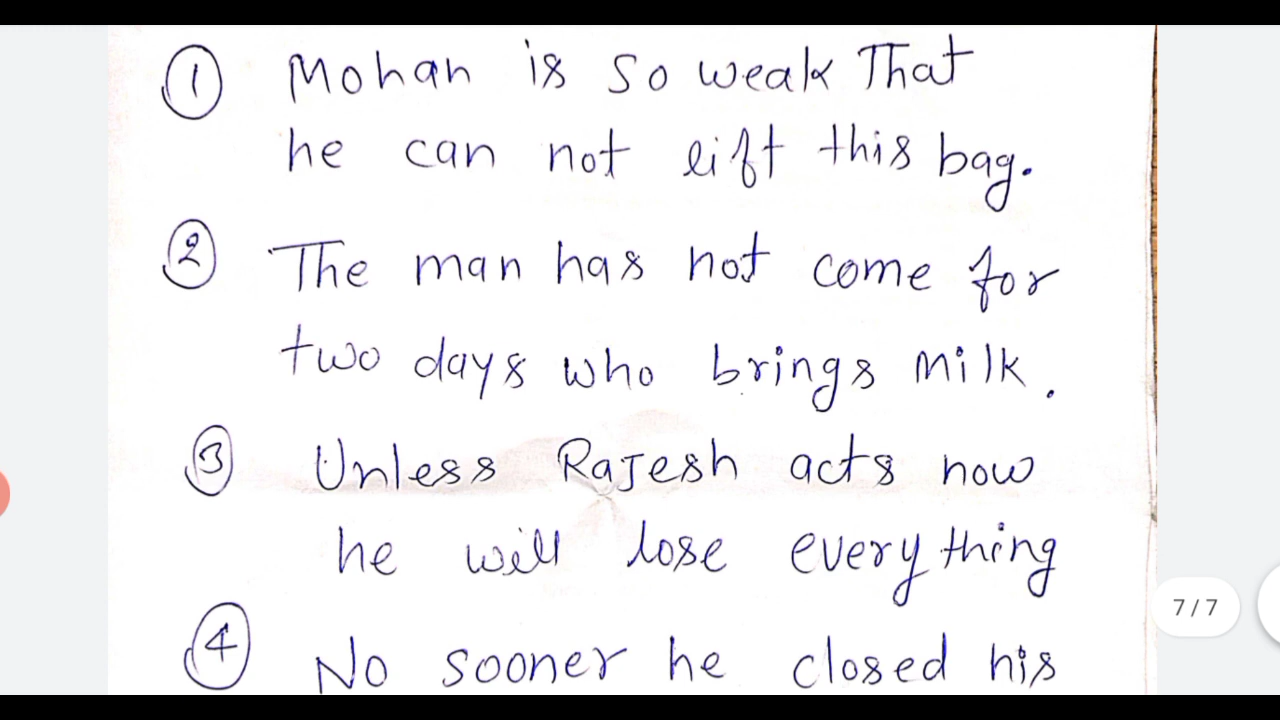 1 Mohan is so weak That
he can not lift this bag.
2 The man has not come for
two days who brings milk.
3 Unless Rajesh acts now
he will lose every thing
4 No sooner he closed his
7/7